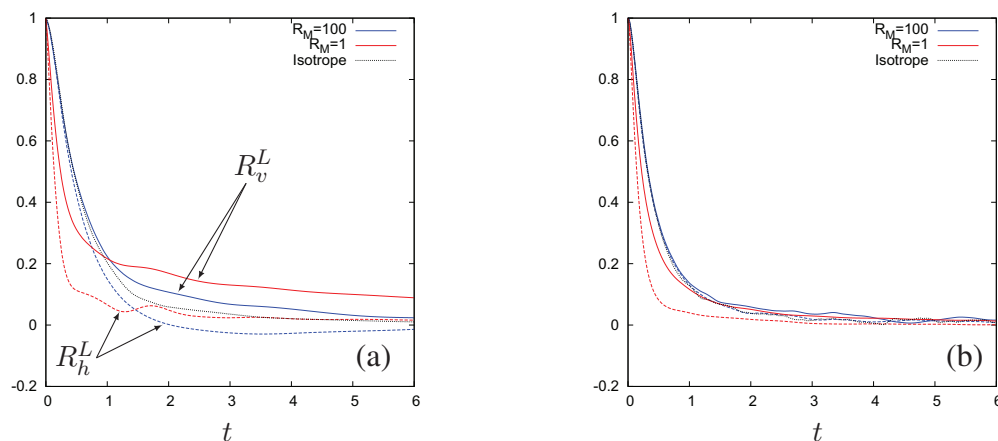 1
0.8
0.6
0.4
0.2
0
-0.2
0 1 2 3 4 5 6
t
R_M=100
R_M=1
Isotrope
R_v^L
R_h^L
(a)
1
0.8
0.6
0.4
0.2
0
-0.2
0 1 2 3 4 5 6
t
R_M=100
R_M=1
Isotrope
(b)